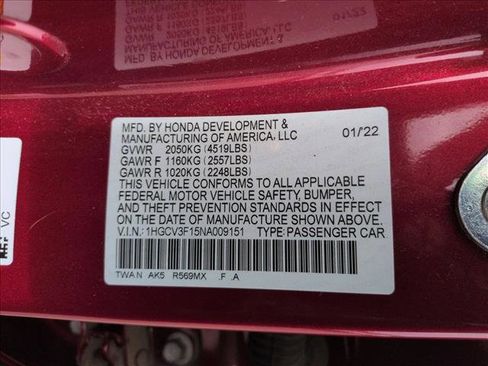 MFD. BY HONDA DEVELOPMENT &
MANUFACTURING OF AMERICA, LLC 01/'22
GVWR 2050KG (4519LBS)
GAWR F 1160KG (2557LBS)
GAWR R 1020KG (2248LBS)
THIS VEHICLE CONFORMS TO ALL APPLICABLE
FEDERAL MOTOR VEHICLE SAFETY, BUMPER,
AND THEFT PREVENTION STANDARDS IN EFFECT
ON THE DATE OF MANUFACTURE SHOWN ABOVE.
V.I.N.: 1HGCV3F15NA009151 TYPE: PASSENGER CAR
TWA N AK5 R569MX .F .A
VC